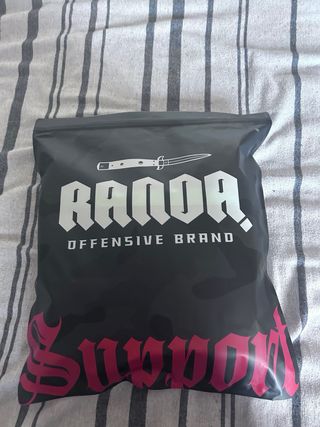 RANDA.
OFFENSIVE BRAND
Support